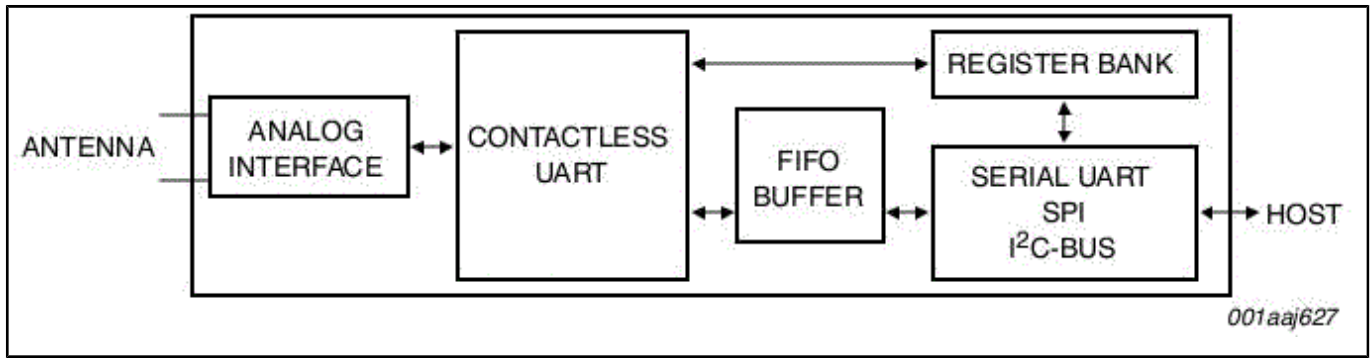 ANTENNA
ANALOG
INTERFACE
CONTACTLESS
UART
FIFO
BUFFER
REGISTER BANK
SERIAL UART
SPI
I²C-BUS
HOST
001aaj627